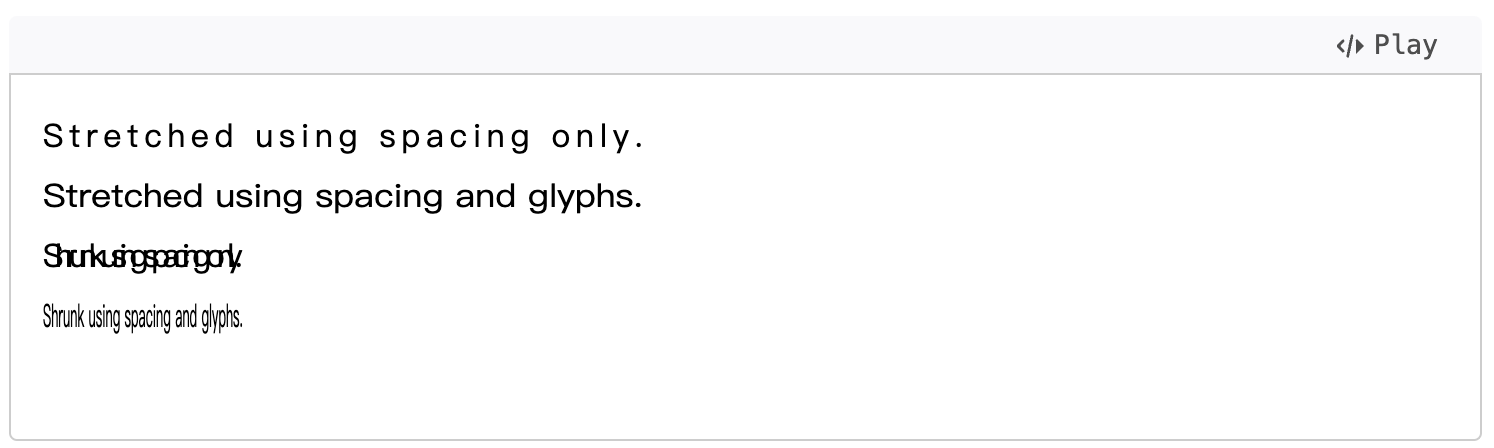 </> Play
Stretched using spacing only.
Stretched using spacing and glyphs.
Shrunk using spacing only.
Shrunk using spacing and glyphs.